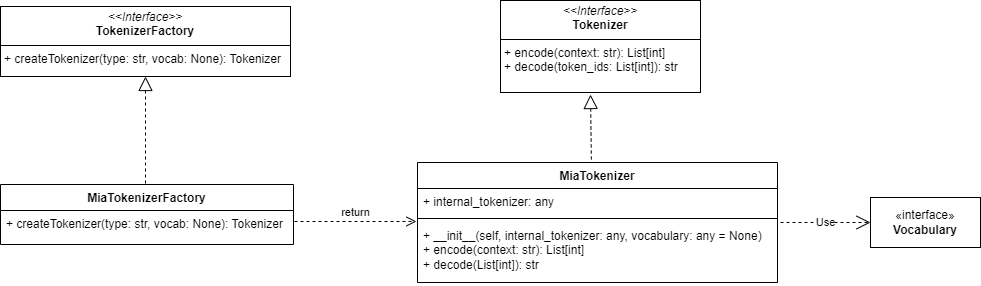 <<Interface>>
TokenizerFactory
+ createTokenizer(type: str, vocab: None): Tokenizer
<<Interface>>
Tokenizer
+ encode(context: str): List[int]
+ decode(token_ids: List[int]): str
MiaTokenizerFactory
+ createTokenizer(type: str, vocab: None): Tokenizer
return
MiaTokenizer
+ internal_tokenizer: any
+ __init__(self, internal_tokenizer: any, vocabulary: any = None)
+ encode(context: str): List[int]
+ decode(List[int]): str
Use
«interface»
Vocabulary